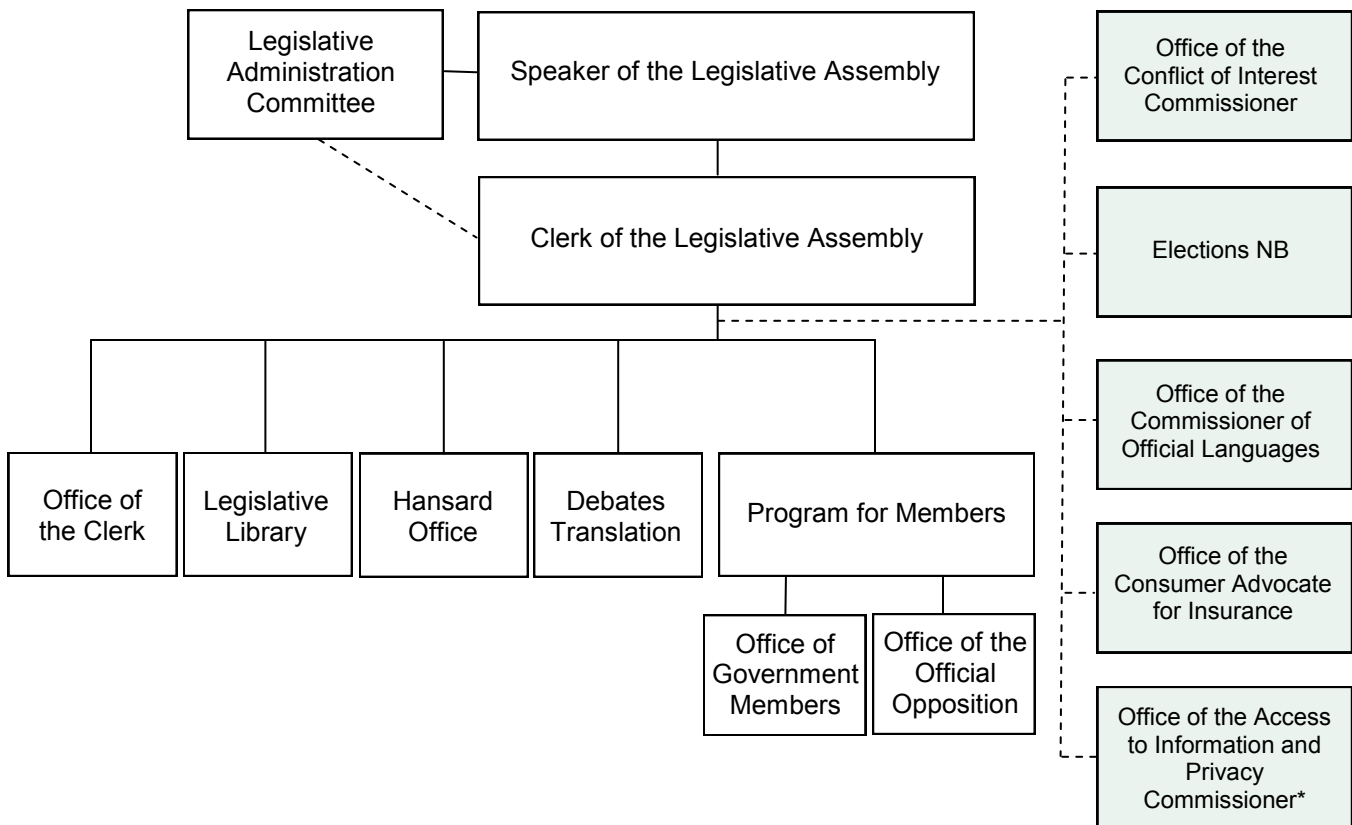 Legislative
Administration
Committee
Speaker of the Legislative Assembly
Clerk of the Legislative Assembly
Office of
the Clerk
Legislative
Library
Hansard
Office
Debates
Translation
Program for Members
Office of
Government
Members
Office of the
Official
Opposition
Office of the
Conflict of Interest
Commissioner
Elections NB
Office of the
Commissioner of
Official Languages
Office of the
Consumer Advocate
for Insurance
Office of the Access
to Information and
Privacy
Commissioner*